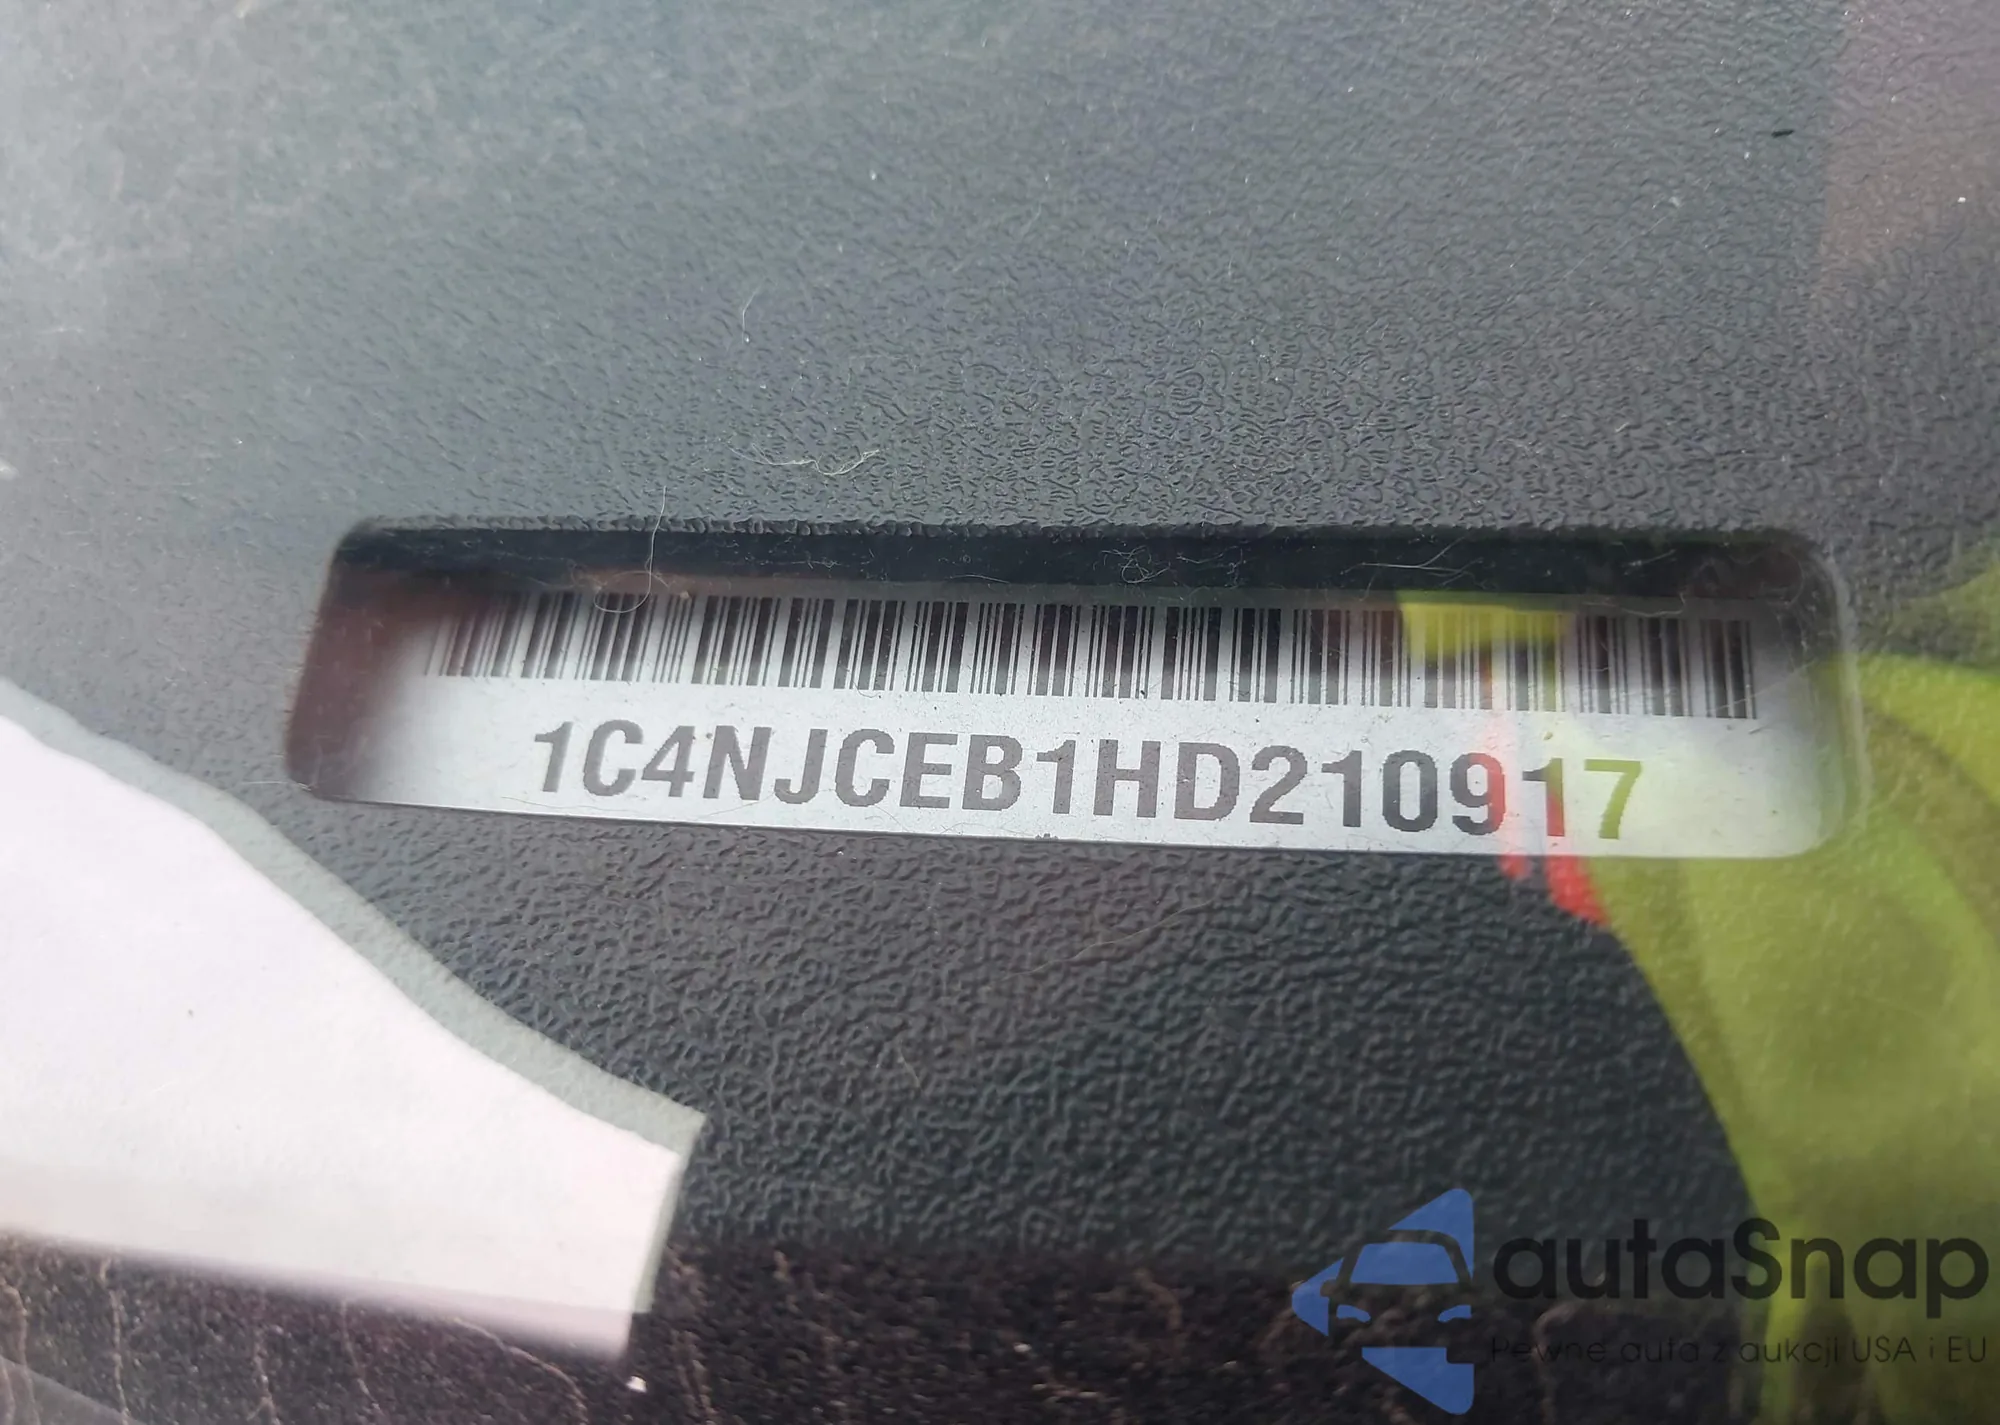 1C4NJCEB1HD210917
autaSnap
Pewne auta z aukcji USA i EU